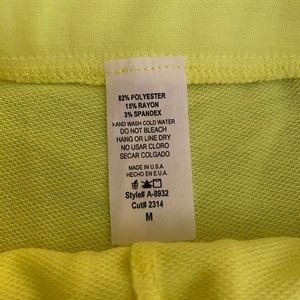 82% POLYESTER
15% RAYON
3% SPANDEX
HAND WASH COLD WATER
DO NOT BLEACH
HANG OR LINE DRY
NO USAR CLORO
SECAR COLGADO
MADE IN U.S.A.
HECHO EN E.U.A.
Style# A-8932
Cut# 2314
M